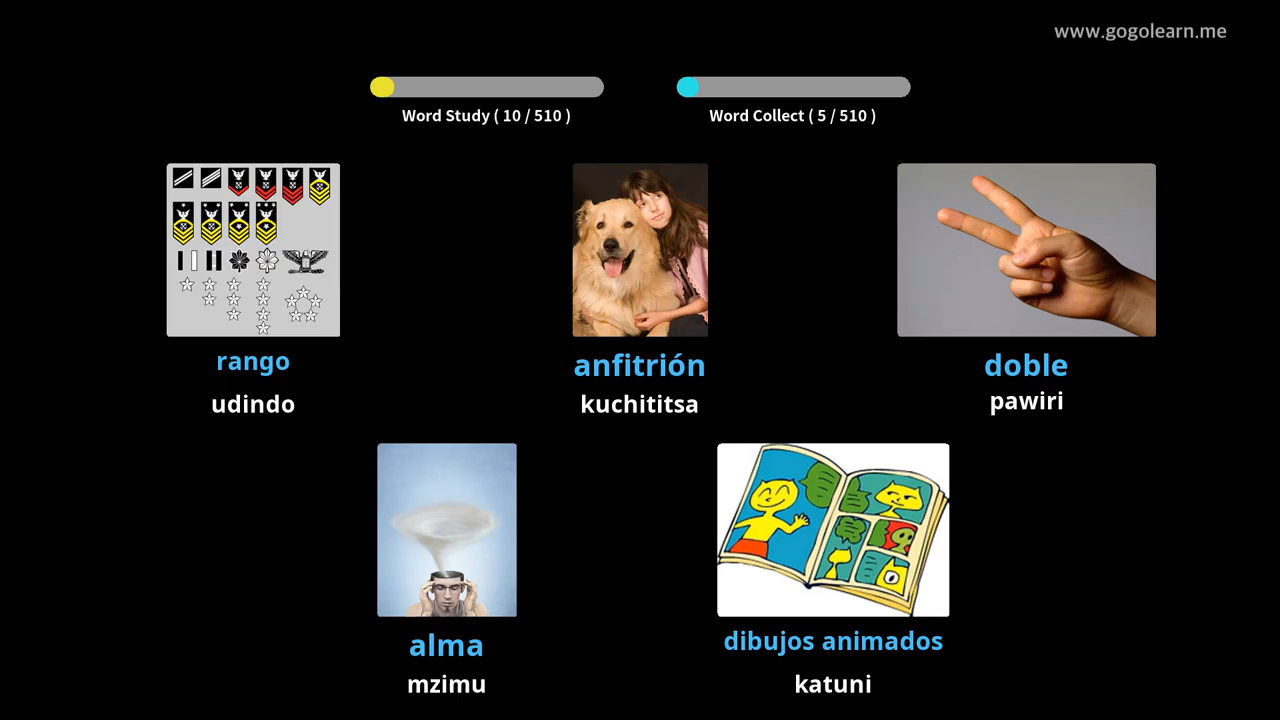 www.gogolearn.me
Word Study ( 10 / 510 )
Word Collect ( 5 / 510 )
rango
udindo
anfitrión
kuchititsa
doble
pawiri
alma
mzimu
dibujos animados
katuni